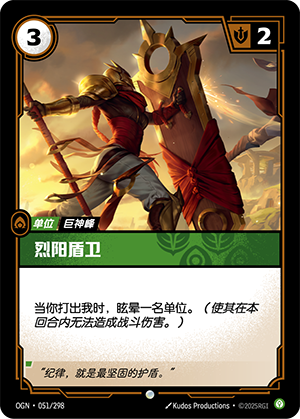 3
2
单位 巨神峰
烈阳盾卫
当你打出我时，眩晕一名单位。（使其在本
回合内无法造成战斗伤害。）
"纪律，就是最坚固的护盾。"
OGN • 051/298
Kudos Productions • ©2025RGI